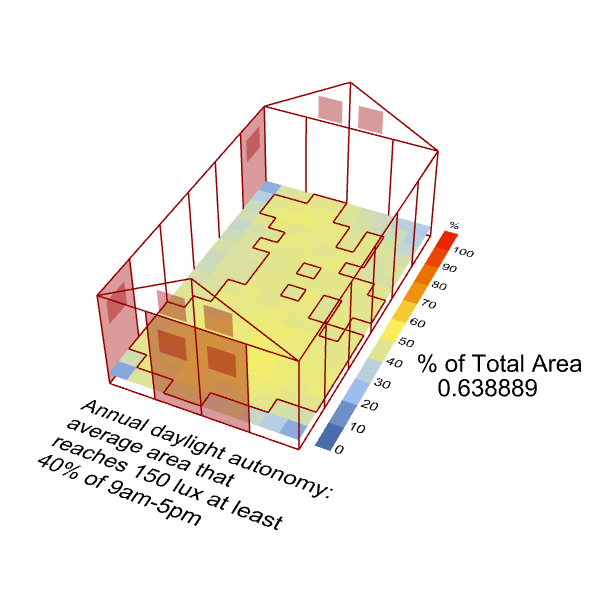 %
100
90
80
70
60
50
40
30
20
10
0
% of Total Area
0.638889
Annual daylight autonomy:
average area that
reaches 150 lux at least
40% of 9am-5pm